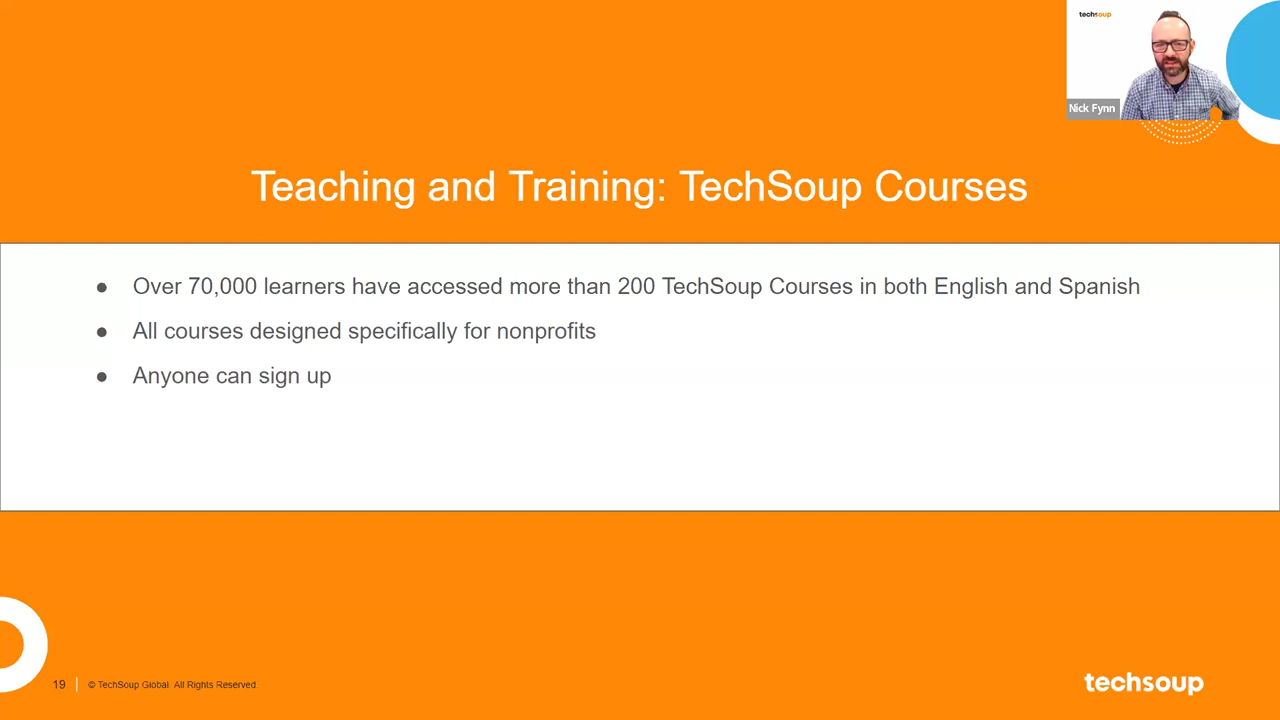 techsoup
Nick Fynn
Teaching and Training: TechSoup Courses
● Over 70,000 learners have accessed more than 200 TechSoup Courses in both English and Spanish
● All courses designed specifically for nonprofits
● Anyone can sign up
19 | © TechSoup Global. All Rights Reserved.
techsoup